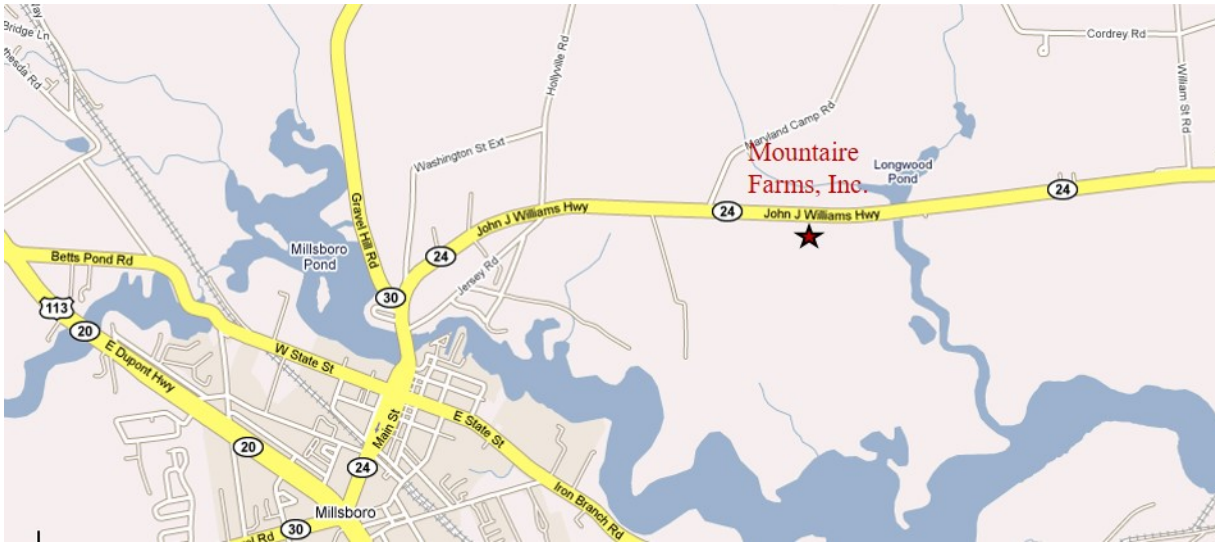 Bridge Ln
Hollyville Rd
Cordrey Rd
William St Rd
Maryland Camp Rd
Washington St Ext
Mountaire
Farms, Inc.
Longwood
Pond
24
24
John J Williams Hwy
John J Williams Hwy
Gravel Hill Rd
Millsboro
Pond
24
Betts Pond Rd
Jersey Rd
30
113
20
W State St
E Dupont Hwy
Main St
E State St
20
24
Iron Branch Rd
Millsboro
30
Rd